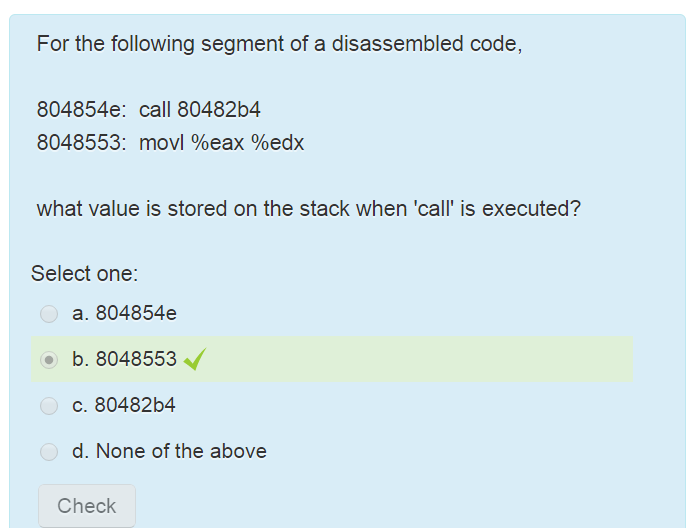 For the following segment of a disassembled code,
804854e: call 80482b4
8048553: movl %eax %edx
what value is stored on the stack when 'call' is executed?
Select one:
a. 804854e
b. 8048553
c. 80482b4
d. None of the above
Check